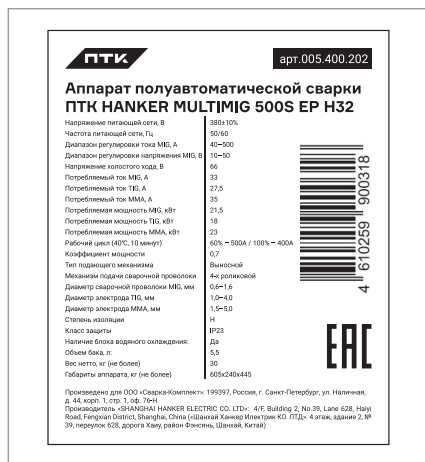 ПТК
арт.005.400.202
Аппарат полуавтоматической сварки
ПТК HANKER MULTIMIG 500S EP H32
Напряжение питающей сети, В 380±10%
Частота питающей сети, Гц 50/60
Диапазон регулировки тока MIG, А 40–500
Диапазон регулировки напряжения MIG, В 10–50
Напряжение холостого хода, В 66
Потребляемый ток MIG, А 33
Потребляемый ток TIG, А 27,5
Потребляемый ток ММА, А 35
Потребляемая мощность MIG, кВт 21,5
Потребляемая мощность TIG, кВт 18
Потребляемая мощность ММА, кВт 23
Рабочий цикл (40°С, 10 минут) 60% – 500А / 100% – 400А
Коэффициент мощности 0,7
Тип подающего механизма Выносной
Механизм подачи сварочной проволоки 4-х роликовой
Диаметр сварочной проволоки MIG, мм 0,6–1,6
Диаметр электрода TIG, мм 1,0–4,0
Диаметр электрода ММА, мм 1,5–5,0
Степень изоляции H
Класс защиты IP23
Наличие блока водяного охлаждения: Да
Объем бака, л: 5,5
Вес нетто, кг (не более) 30
Габариты аппарата, кг (не более) 605х240х445
4 610259 900318
EAC
Произведено для ООО «Сварка-Комплект»: 199397, Россия, г. Санкт-Петербург, ул. Наличная,
д. 44, корп. 1, стр. 1, оф. 76-Н
Производитель «SHANGHAI HANKER ELECTRIC CO. LTD»: 4/F, Building 2, No.39, Lane 628, Haiyi
Road, Fengxian District, Shanghai, China («Шанхай Ханкер Илектрик КО. ЛТД»: 4 этаж, здание 2, №
39, переулок 628, дорога Хаиу, район Фэнсянь, Шанхай, Китай)